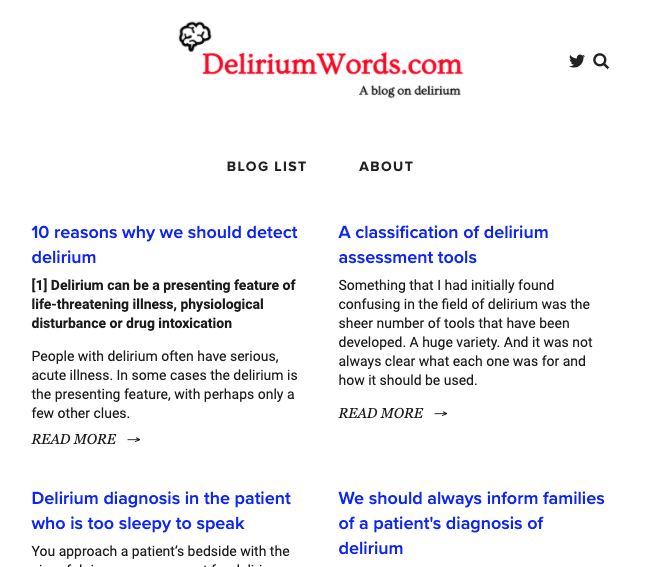 DeliriumWords.com
A blog on delirium
BLOG LIST
ABOUT
10 reasons why we should detect
delirium
[1] Delirium can be a presenting feature of
life-threatening illness, physiological
disturbance or drug intoxication
People with delirium often have serious,
acute illness. In some cases the delirium is
the presenting feature, with perhaps only a
few other clues.
READ MORE →
A classification of delirium
assessment tools
Something that I had initially found
confusing in the field of delirium was the
sheer number of tools that have been
developed. A huge variety. And it was not
always clear what each one was for and
how it should be used.
READ MORE →
Delirium diagnosis in the patient
who is too sleepy to speak
You approach a patient’s bedside with the
We should always inform families
of a patient's diagnosis of
delirium